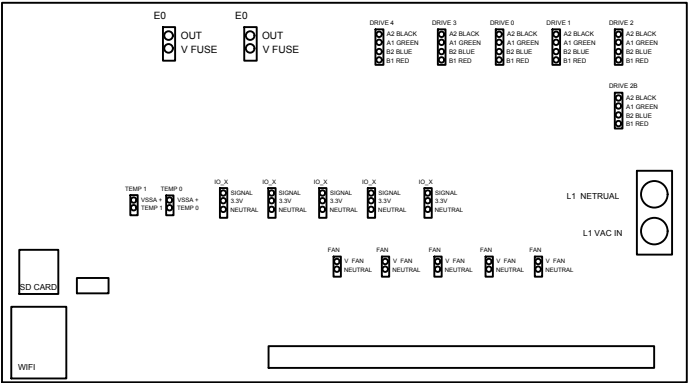 E0 E0
OUT OUT
V FUSE V FUSE
DRIVE 4 DRIVE 3 DRIVE 0 DRIVE 1 DRIVE 2
A2 BLACK A2 BLACK A2 BLACK A2 BLACK A2 BLACK
A1 GREEN A1 GREEN A1 GREEN A1 GREEN A1 GREEN
B2 BLUE B2 BLUE B2 BLUE B2 BLUE B2 BLUE
B1 RED B1 RED B1 RED B1 RED B1 RED
DRIVE 2B
A2 BLACK
A1 GREEN
B2 BLUE
B1 RED
TEMP 1 TEMP 0
VSSA + VSSA +
TEMP 1 TEMP 0
IO_X IO_X IO_X IO_X IO_X
SIGNAL SIGNAL SIGNAL SIGNAL SIGNAL
3.3V 3.3V 3.3V 3.3V 3.3V
NEUTRAL NEUTRAL NEUTRAL NEUTRAL NEUTRAL
L1 NETRUAL
L1 VAC IN
FAN FAN FAN FAN FAN
V FAN V FAN V FAN V FAN V FAN
NEUTRAL NEUTRAL NEUTRAL NEUTRAL NEUTRAL
SD CARD
WIFI